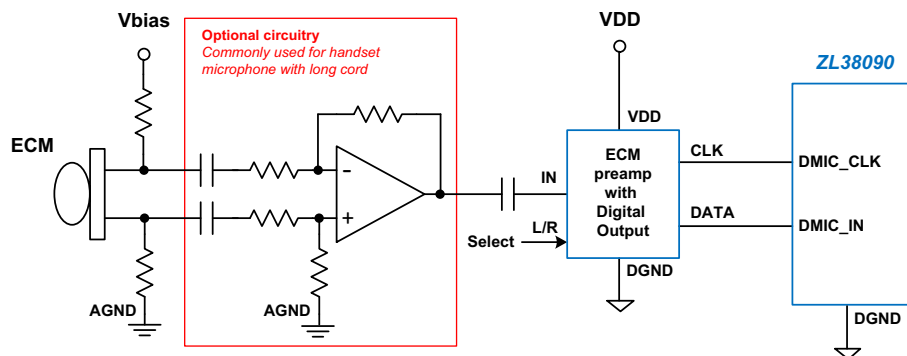 Vbias
Optional circuitry
Commonly used for handset
microphone with long cord
VDD
ZL38090
ECM
VDD
ECM
preamp
with
Digital
Output
IN
CLK
DMIC_CLK
-
+
DATA
DMIC_IN
L/R
Select
DGND
AGND
AGND
DGND